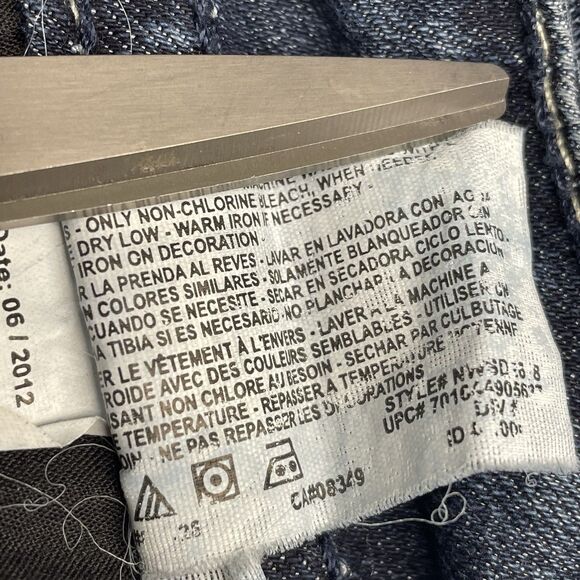 - ONLY NON-CHLORINE BLEACH, WHEN NEEDED
E DRY LOW - WARM IRON IF NECESSARY -
IRON ON DECORATION
R LA PRENDA AL REVES - LAVAR EN LAVADORA CON AG
N COLORES SIMILARES - SOLAMENTE BLANQUEADOR
CUANDO SE NECESITE - SECAR EN SECADORA CICLO LENTO -
A TIBIA SI ES NECESARIO NO PLANCHAR LA DECORACION
ER LE VÊTEMENT À L'ENVERS - LAVER À LA MACHINE À
ROIDE AVEC DES COULEURS SEMBLABLES - UTILISER
SANT NON CHLORE AU BESOIN - SECHAR PAR CULBUTAGE
E TEMPERATURE - REPASSER A TEMPERATURE
OIN - NE PAS REPASSER LES
STYLE#
UPC#
CA#08349
Date: 06 / 2012